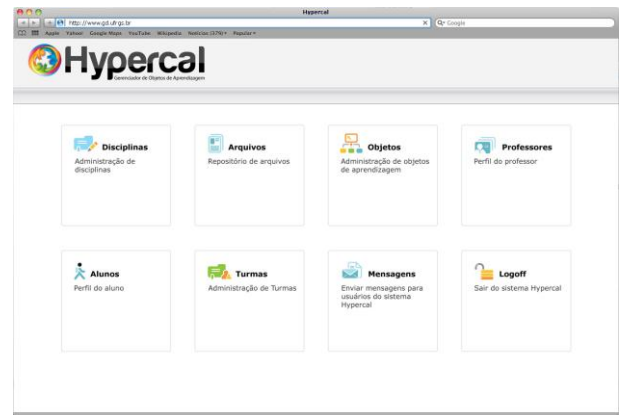 Hypercal
http://www.gd.ufrgs.br
Google
Apple Yahoo! Google Maps YouTube Wikipedia Notícias (379) Popular
Hypercal
Gerenciador de Objetos de Aprendizagem
Disciplinas
Administração de
disciplinas
Arquivos
Repositório de arquivos
Objetos
Administração de objetos
de aprendizagem
Professores
Perfil do professor
Alunos
Perfil do aluno
Turmas
Administração de Turmas
Mensagens
Enviar mensagens para
usuários do sistema
Hypercal
Logoff
Sair do sistema Hypercal